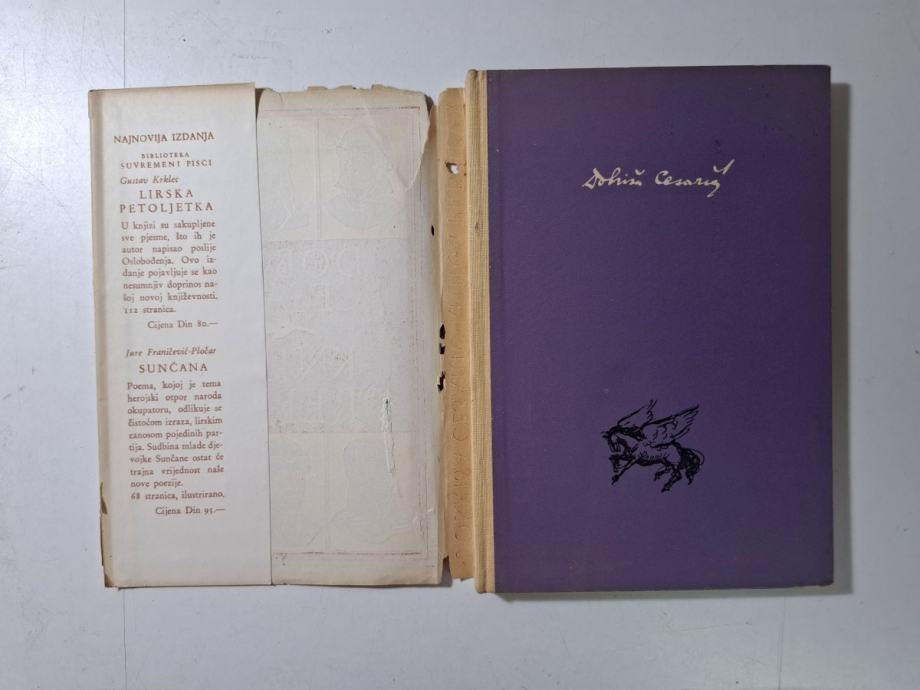 NAJNOVIJA IZDANJA
BIBLIOTEKA
SUVREMENI PISCI
Gustav Krklec
LIRSKA
PETOLJETKA
U knjizi su sakupljene
sve pjesme, što ih je
autor napisao poslije
Oslobođenja. Ovo iz-
danje pojavljuje se kao
nesumnjiv doprinos na-
šoj novoj književnosti.
112 stranica.
Cijena Din 80.—
Jure Franičević-Pločar
SUNČANA
Poema, kojoj je tema
herojski otpor naroda
okupatoru, odlikuje se
čistoćom izraza, lirskim
zanosom pojedinih par-
tija. Sudbina mlade dje-
vojke Sunčane ostat će
trajna vrijednost naše
nove poezije.
68 stranica, ilustrirano.
Cijena Din 95.—
Dobriša Cesarić